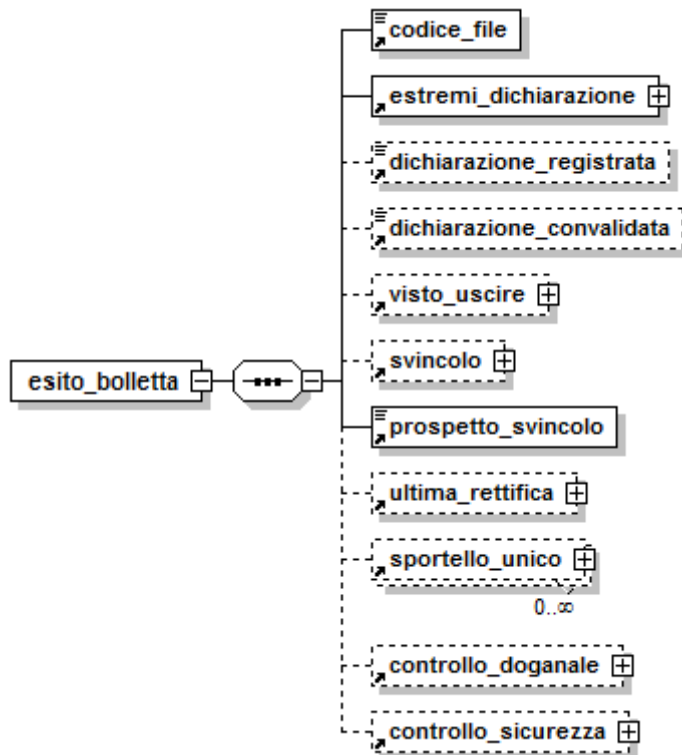 codice_file
estremi_dichiarazione
dichiarazione_registrata
dichiarazione_convalidata
visto_uscire
svincolo
esito_bolletta
prospetto_svincolo
ultima_rettifica
sportello_unico
0..∞
controllo_doganale
controllo_sicurezza